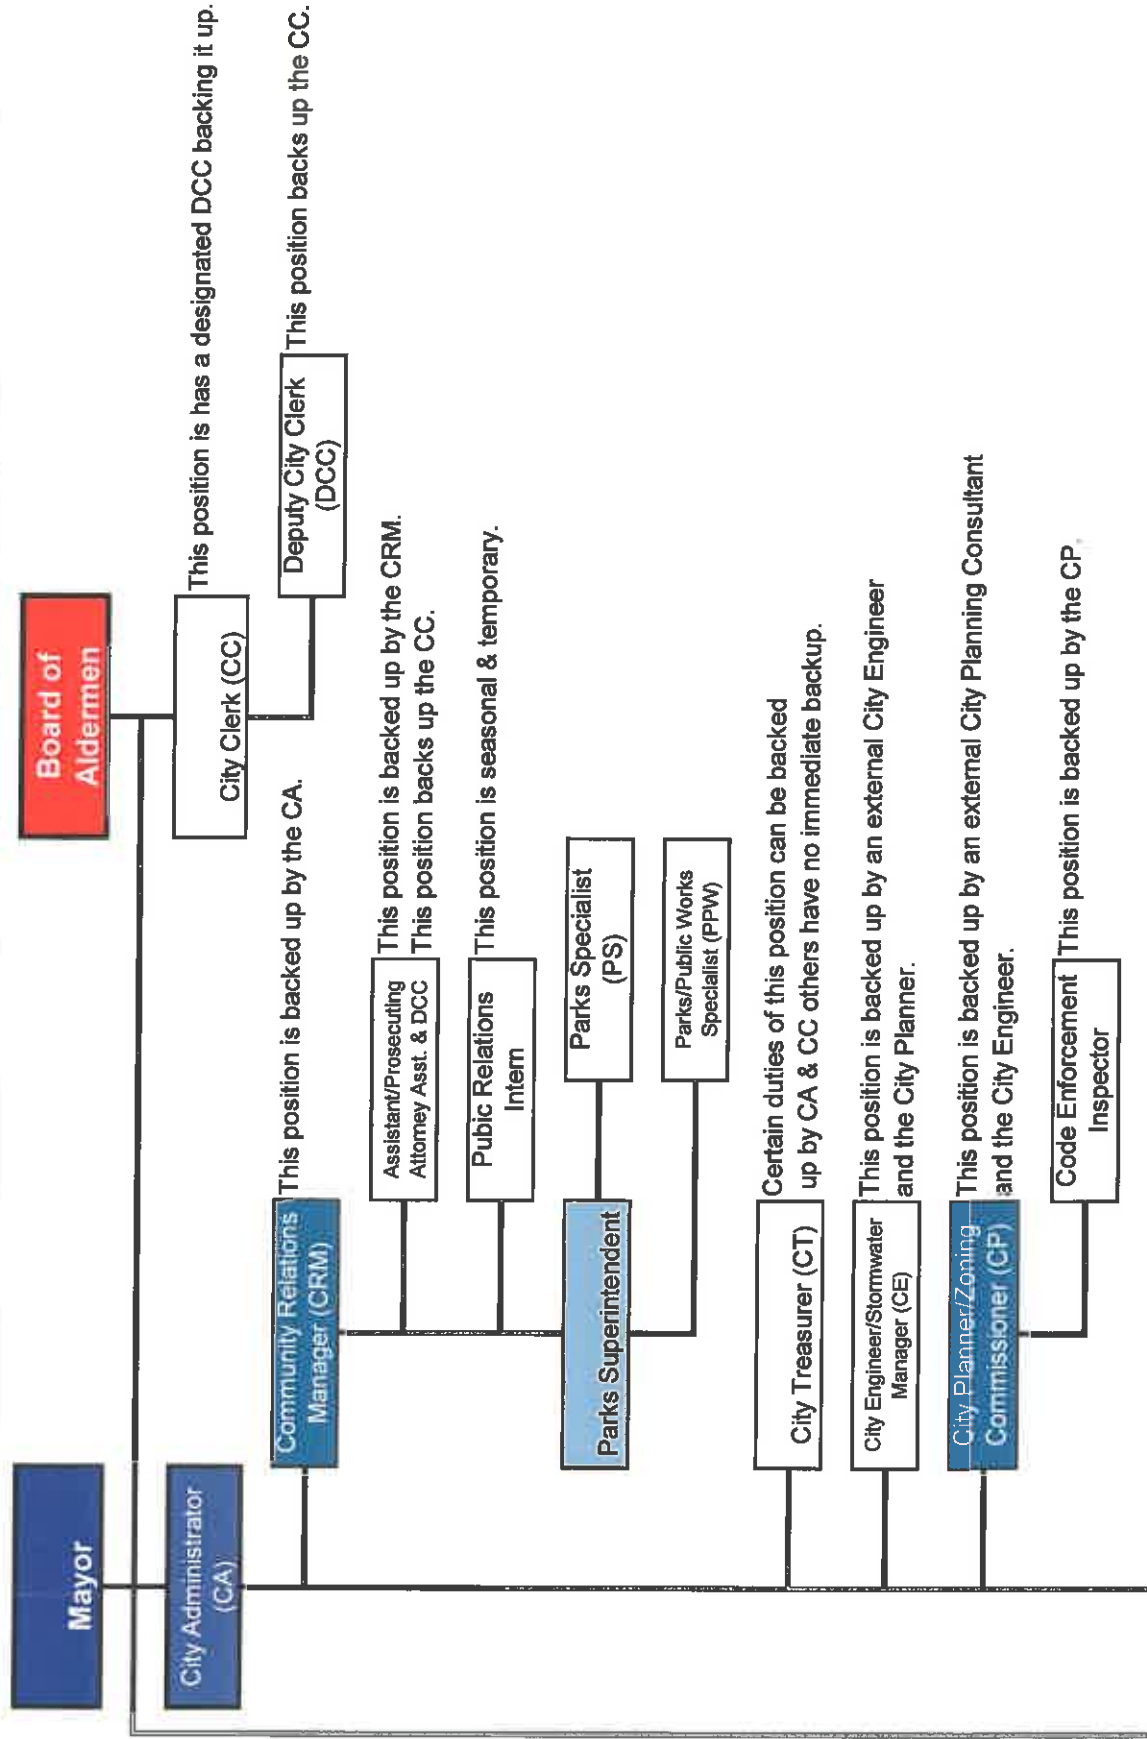 Mayor
Board of
Aldermen
City Administrator
(CA)
City Clerk (CC)
This position is has a designated DCC backing it up.
Deputy City Clerk
(DCC)
This position backs up the CC.
Community Relations
Manager (CRM)
This position is backed up by the CA.
Assistant/Prosecuting
Attorney Asst. & DCC
This position is backed up by the CRM.
This position backs up the CC.
Pubic Relations
Intern
This position is seasonal & temporary.
Parks Superintendent
Parks Specialist
(PS)
Parks/Public Works
Specialist (PPW)
City Treasurer (CT)
Certain duties of this position can be backed
up by CA & CC others have no immediate backup.
City Engineer/Stormwater
Manager (CE)
This position is backed up by an external City Engineer
and the City Planner.
City Planner/Zoning
Commissioner (CP)
This position is backed up by an external City Planning Consultant
and the City Engineer.
Code Enforcement
Inspector
This position is backed up by the CP.